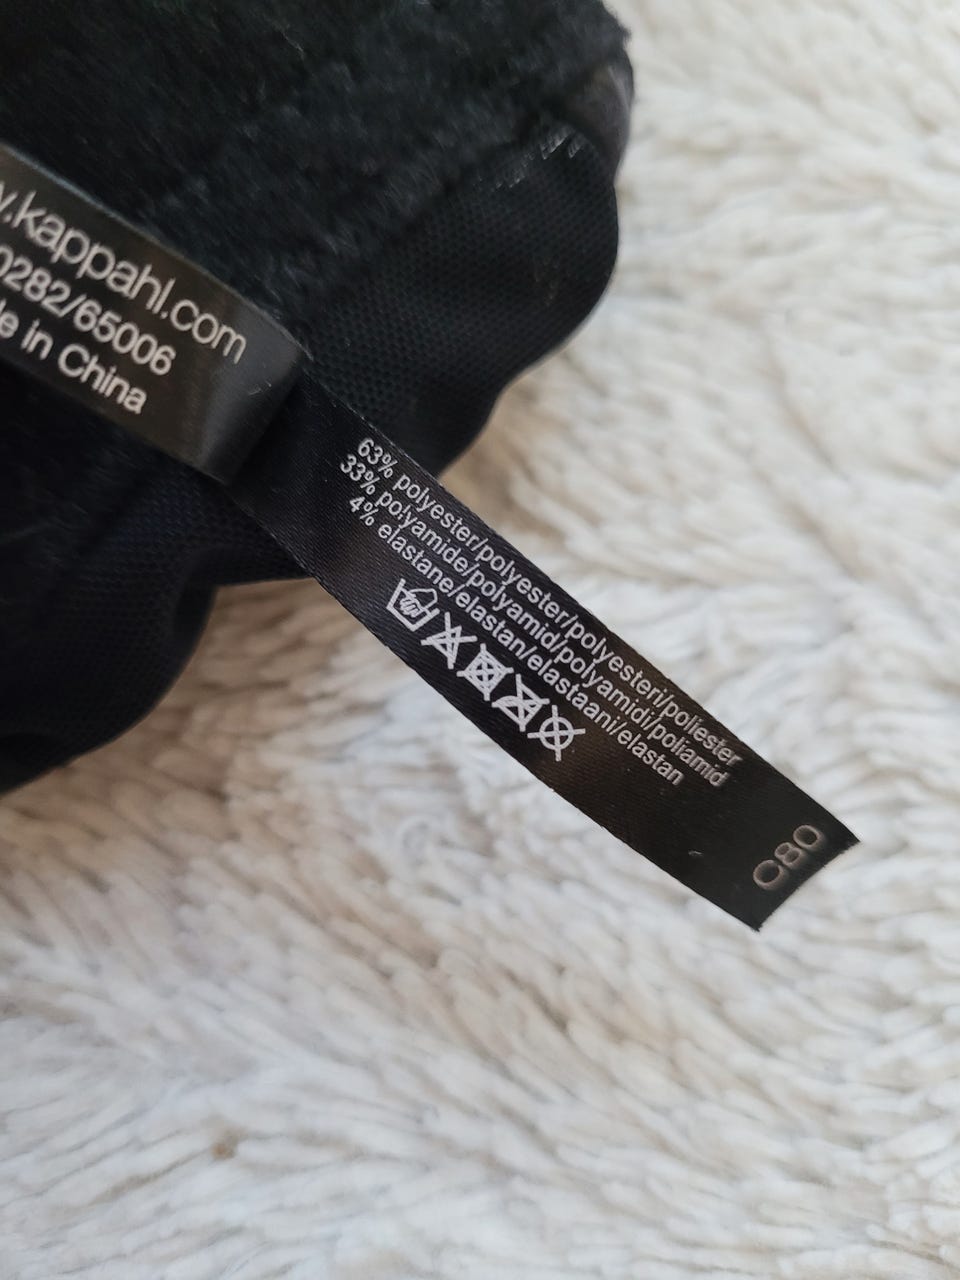 .kappahl.com
0282/65006
e in China
63% polyester/polyester/polyesteri/poliester
33% polyamide/polyamid/polyamidi/poliamid
4% elastane/elastan/elastaani/elastan
080